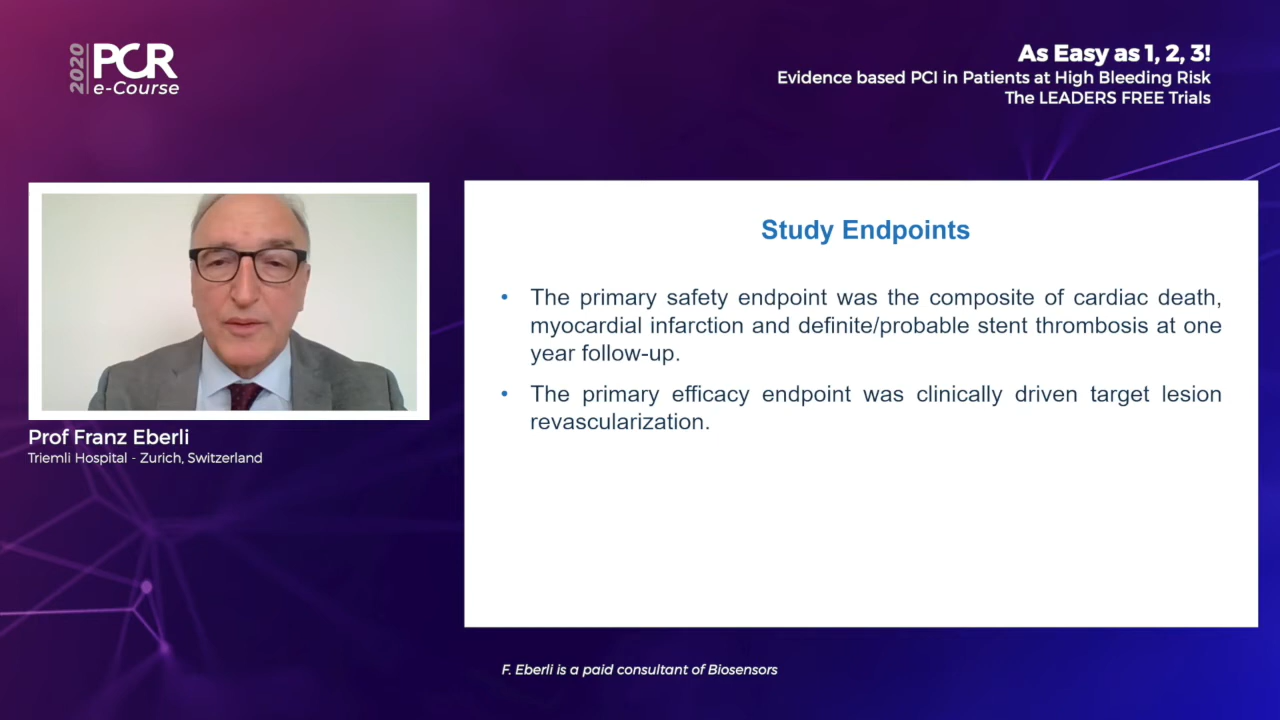 2020
PCR
e-Course
As Easy as 1, 2, 3!
Evidence based PCI in Patients at High Bleeding Risk
The LEADERS FREE Trials
Prof Franz Eberli
Triemli Hospital - Zurich, Switzerland
Study Endpoints
• The primary safety endpoint was the composite of cardiac death,
myocardial infarction and definite/probable stent thrombosis at one
year follow-up.
• The primary efficacy endpoint was clinically driven target lesion
revascularization.
F. Eberli is a paid consultant of Biosensors